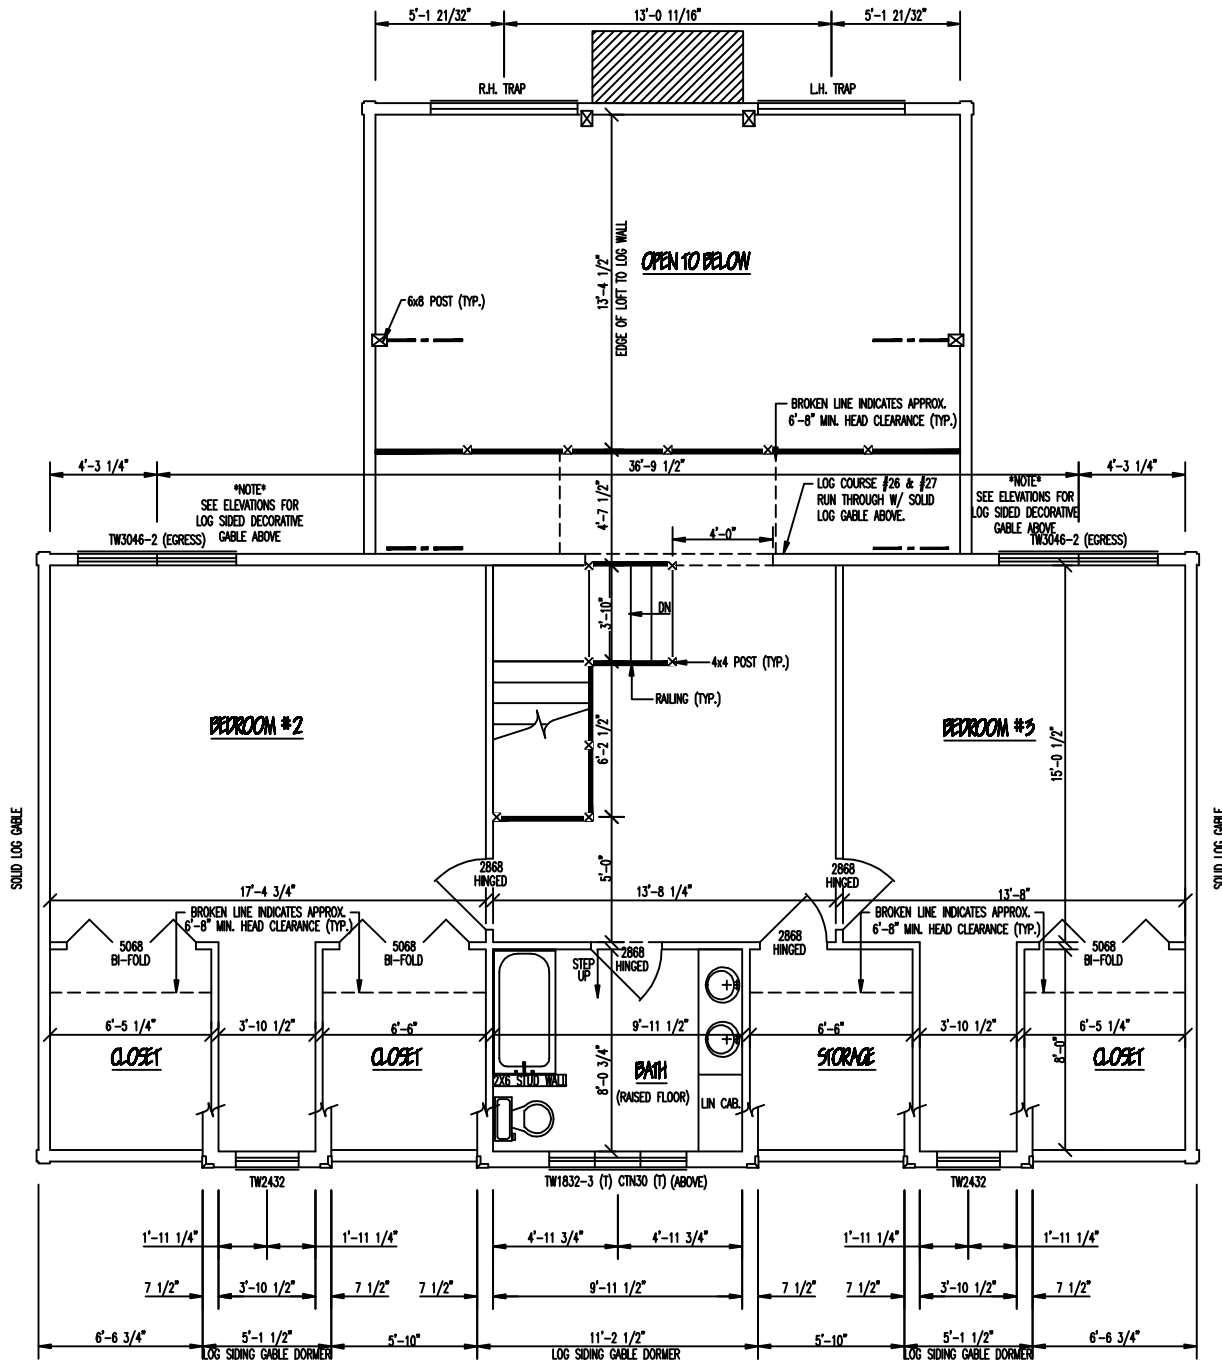 5'-1 21/32" 13'-0 11/16" 5'-1 21/32"
R.H. TRAP L.H. TRAP
13'-4 1/2"
EDGE OF LOFT TO LOG WALL
OPEN TO BELOW
6x8 POST (TYP.)
BROKEN LINE INDICATES APPROX.
6'-8" MIN. HEAD CLEARANCE (TYP.)
4'-3 1/4" 36'-9 1/2" 4'-3 1/4"
*NOTE*
SEE ELEVATIONS FOR
LOG SIDED DECORATIVE
GABLE ABOVE
TW3046-2 (EGRESS)
4'-7 1/2"
LOG COURSE #26 & #27
RUN THROUGH W/ SOLID
LOG GABLE ABOVE.
*NOTE*
SEE ELEVATIONS FOR
LOG SIDED DECORATIVE
GABLE ABOVE
TW3046-2 (EGRESS)
4'-0"
3'-10"
DN
4x4 POST (TYP.)
RAILING (TYP.)
BEDROOM #2
6'-2 1/2"
BEDROOM #3
15'-0 1/2"
SOLID LOG GABLE
SOLID LOG GABLE
5'-0"
2868
HINGED
2868
HINGED
17'-4 3/4" 13'-8 1/4" 13'-8"
BROKEN LINE INDICATES APPROX.
6'-8" MIN. HEAD CLEARANCE (TYP.)
BROKEN LINE INDICATES APPROX.
6'-8" MIN. HEAD CLEARANCE (TYP.)
5068
BI-FOLD
5068
BI-FOLD
STEP
UP
2868
HINGED
2868
HINGED
5068
BI-FOLD
6'-5 1/4" 3'-10 1/2" 6'-6" 9'-11 1/2" 6'-6" 3'-10 1/2" 6'-5 1/4"
8'-0 3/4"
8'-0"
CLOSET CLOSET BATH STORAGE CLOSET
2X6 STUD WALL
(RAISED FLOOR)
LIN CAB.
TW2432 TW1832-3 (T) CTN30 (T) (ABOVE) TW2432
1'-11 1/4" 1'-11 1/4" 4'-11 3/4" 4'-11 3/4" 1'-11 1/4" 1'-11 1/4"
7 1/2" 3'-10 1/2" 7 1/2" 7 1/2" 9'-11 1/2" 7 1/2" 7 1/2" 3'-10 1/2" 7 1/2"
6'-6 3/4" 5'-1 1/2" 5'-10" 11'-2 1/2" 5'-10" 5'-1 1/2" 6'-6 3/4"
LOG SIDING GABLE DORMER LOG SIDING GABLE DORMER LOG SIDING GABLE DORMER